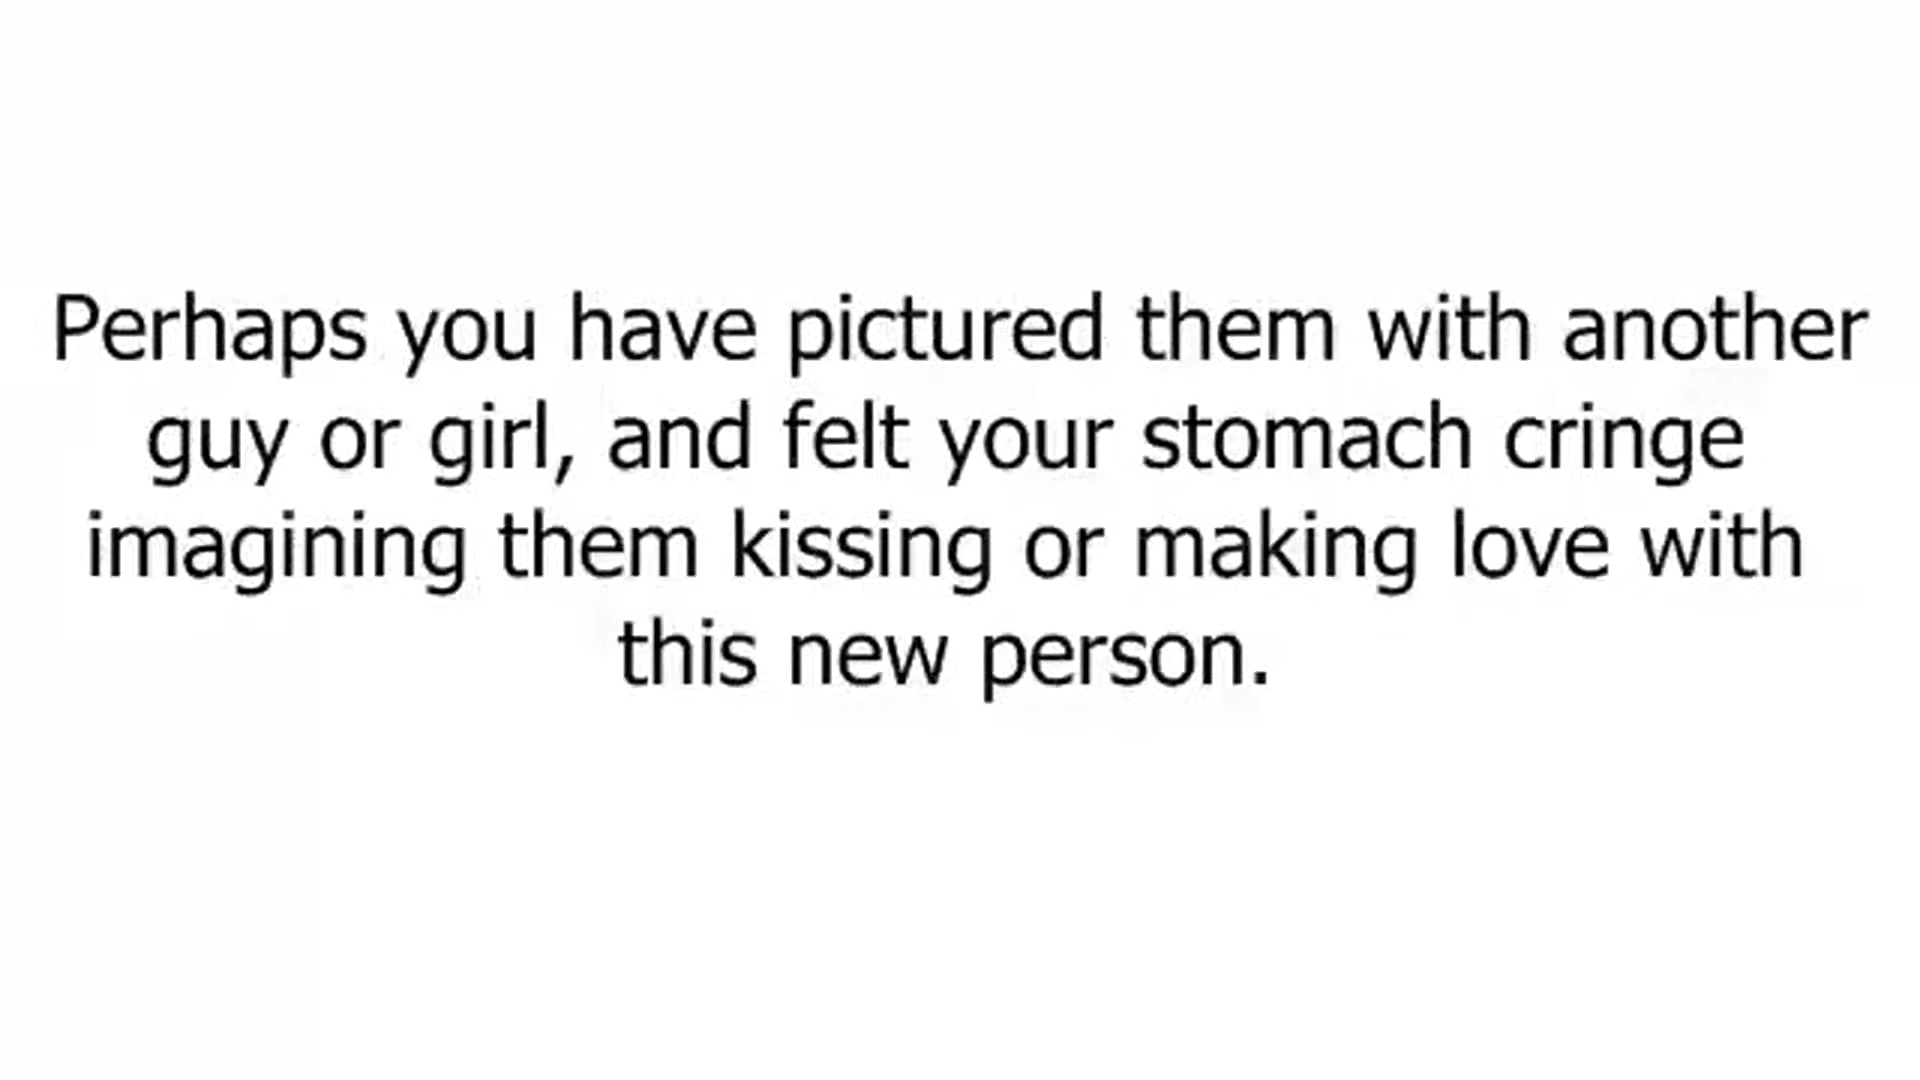 Perhaps you have pictured them with another
guy or girl, and felt your stomach cringe
imagining them kissing or making love with
this new person.